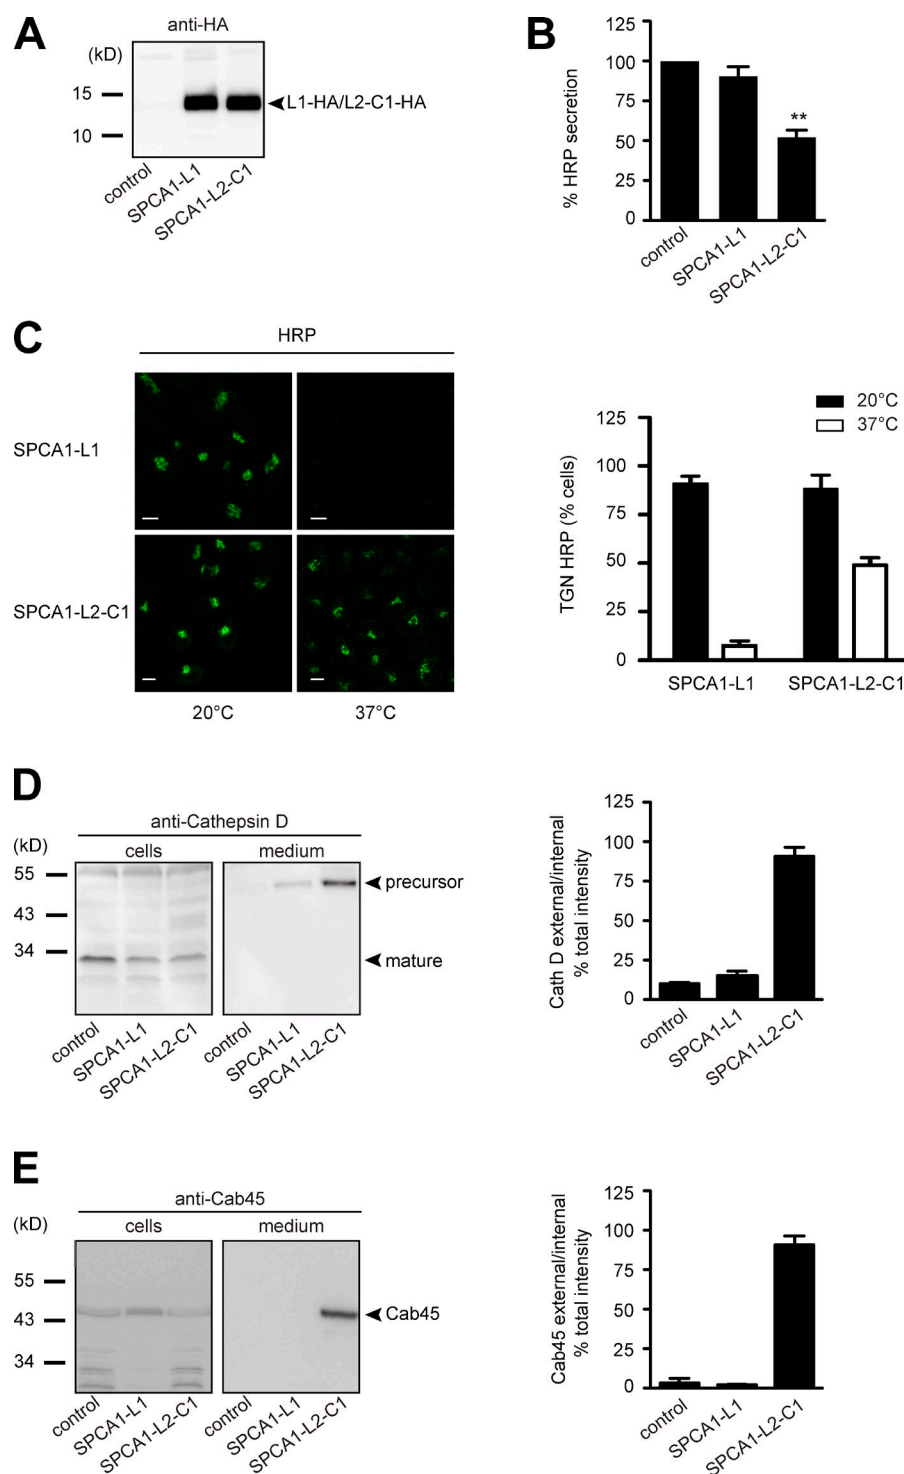 A
anti-HA
(kD)
15
10
L1-HA/L2-C1-HA
control
SPCA1-L1
SPCA1-L2-C1
B
% HRP secretion
125
100
75
50
25
0
**
control
SPCA1-L1
SPCA1-L2-C1
C
HRP
SPCA1-L1
SPCA1-L2-C1
20°C
37°C
TGN HRP (% cells)
125
100
75
50
25
0
20°C
37°C
SPCA1-L1
SPCA1-L2-C1
D
anti-Cathepsin D
(kD)
cells
medium
55
43
34
precursor
mature
control
SPCA1-L1
SPCA1-L2-C1
control
SPCA1-L1
SPCA1-L2-C1
Cath D external/internal
% total intensity
125
100
75
50
25
0
control
SPCA1-L1
SPCA1-L2-C1
E
anti-Cab45
(kD)
cells
medium
55
43
34
Cab45
control
SPCA1-L1
SPCA1-L2-C1
control
SPCA1-L1
SPCA1-L2-C1
Cab45 external/internal
% total intensity
125
100
75
50
25
0
control
SPCA1-L1
SPCA1-L2-C1